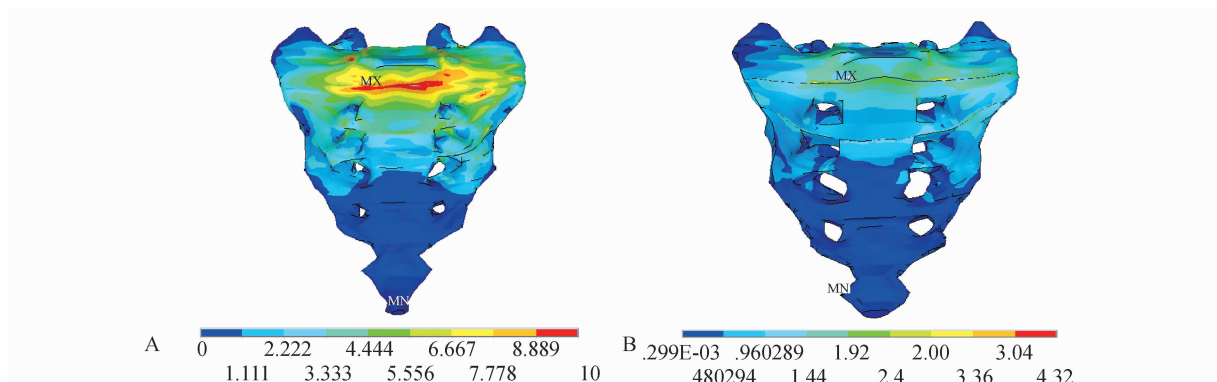 MX
MN
A
0 2.222 4.444 6.667 8.889
1.111 3.333 5.556 7.778 10
MX
MN
B
.299E-03 .960289 1.92 2.00 3.04
480294 1.44 2.4 3.36 4.32